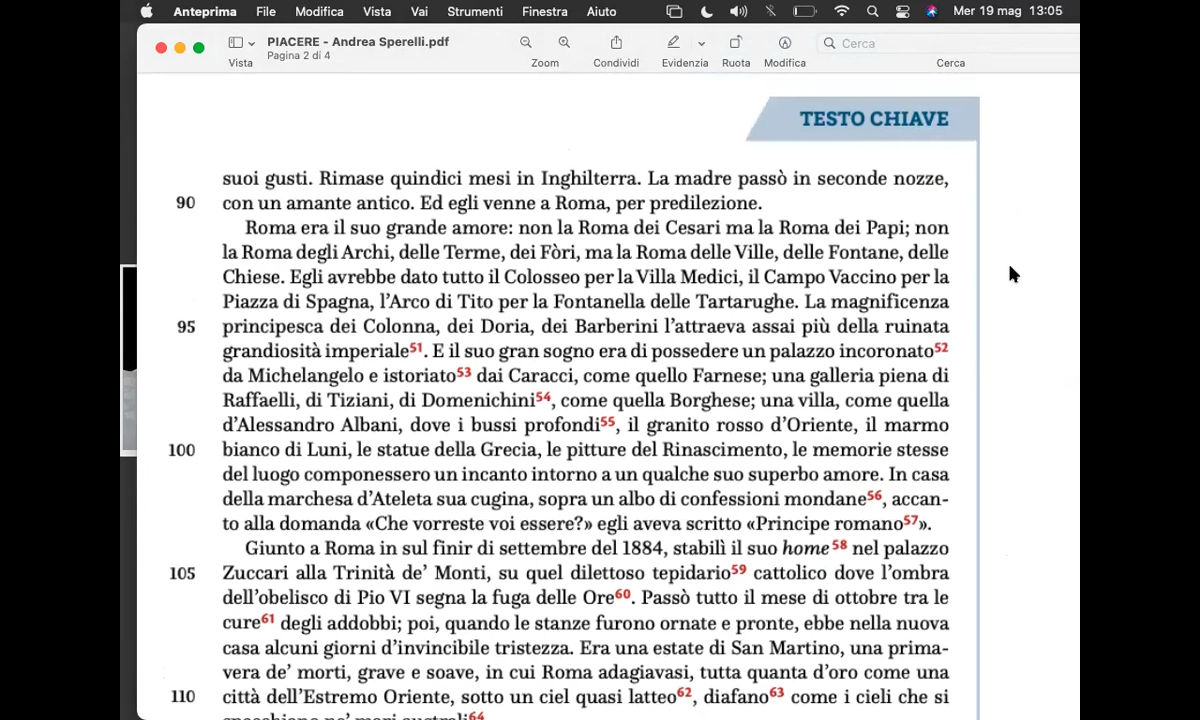 Anteprima File Modifica Vista Vai Strumenti Finestra Aiuto Mer 19 mag 13:05
PIACERE - Andrea Sperelli.pdf
Pagina 2 di 4
Cerca
Vista Zoom Condividi Evidenzia Ruota Modifica Cerca
TESTO CHIAVE
suoi gusti. Rimase quindici mesi in Inghilterra. La madre passò in seconde nozze,
90 con un amante antico. Ed egli venne a Roma, per predilezione.
Roma era il suo grande amore: non la Roma dei Cesari ma la Roma dei Papi; non
la Roma degli Archi, delle Terme, dei Fòri, ma la Roma delle Ville, delle Fontane, delle
Chiese. Egli avrebbe dato tutto il Colosseo per la Villa Medici, il Campo Vaccino per la
Piazza di Spagna, l'Arco di Tito per la Fontanella delle Tartarughe. La magnificenza
95 principesca dei Colonna, dei Doria, dei Barberini l'attraeva assai più della ruinata
grandiosità imperiale51. E il suo gran sogno era di possedere un palazzo incoronato52
da Michelangelo e istoriato53 dai Caracci, come quello Farnese; una galleria piena di
Raffaelli, di Tiziani, di Domenichini54, come quella Borghese; una villa, come quella
d'Alessandro Albani, dove i bussi profondi55, il granito rosso d'Oriente, il marmo
100 bianco di Luni, le statue della Grecia, le pitture del Rinascimento, le memorie stesse
del luogo componessero un incanto intorno a un qualche suo superbo amore. In casa
della marchesa d'Ateleta sua cugina, sopra un albo di confessioni mondane56, accan-
to alla domanda «Che vorreste voi essere?» egli aveva scritto «Principe romano57».
Giunto a Roma in sul finir di settembre del 1884, stabilì il suo home58 nel palazzo
105 Zuccari alla Trinità de' Monti, su quel dilettoso tepidario59 cattolico dove l'ombra
dell'obelisco di Pio VI segna la fuga delle Ore60. Passò tutto il mese di ottobre tra le
cure61 degli addobbi; poi, quando le stanze furono ornate e pronte, ebbe nella nuova
casa alcuni giorni d'invincibile tristezza. Era una estate di San Martino, una prima-
vera de' morti, grave e soave, in cui Roma adagiavasi, tutta quanta d'oro come una
110 città dell'Estremo Oriente, sotto un ciel quasi latteo62, diafano63 come i cieli che si
specchiano ne' mari australi64